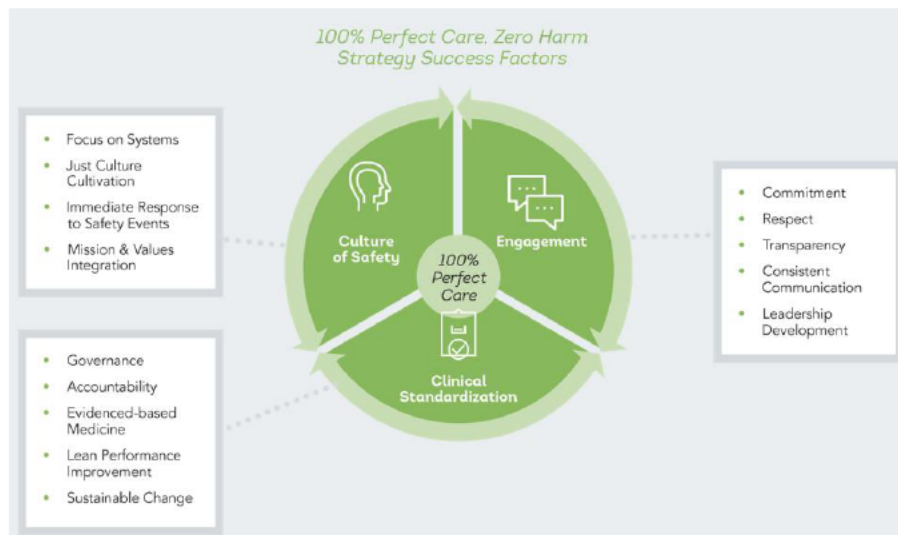 100% Perfect Care. Zero Harm
Strategy Success Factors
Focus on Systems
Just Culture
Cultivation
Immediate Response
to Safety Events
Mission & Values
Integration
Culture
of Safety
Engagement
100%
Perfect
Care
Commitment
Respect
Transparency
Consistent
Communication
Leadership
Development
Governance
Accountability
Evidenced-based
Medicine
Lean Performance
Improvement
Sustainable Change
Clinical
Standardization